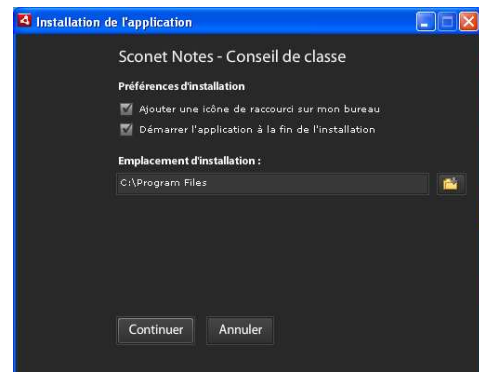 Installation de l'application
Sconet Notes - Conseil de classe
Préférences d'installation
Ajouter une icône de raccourci sur mon bureau
Démarrer l'application à la fin de l'installation
Emplacement d'installation :
C:\Program Files
Continuer Annuler